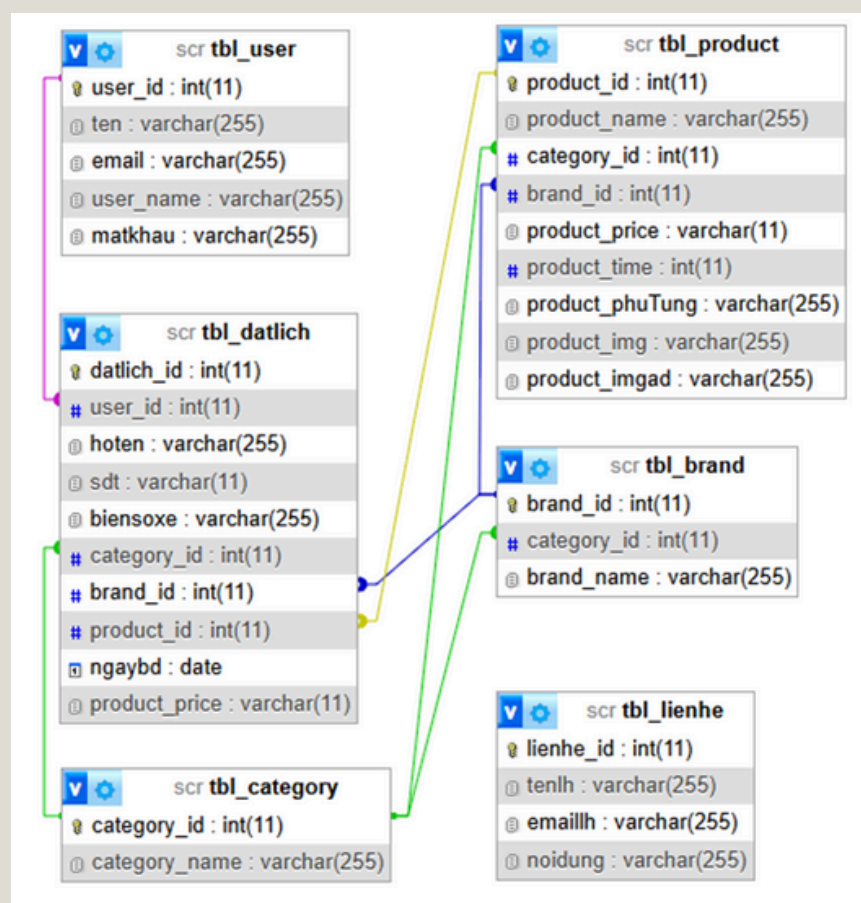 scr tbl_user
user_id : int(11)
ten : varchar(255)
email : varchar(255)
user_name : varchar(255)
matkhau : varchar(255)
scr tbl_datlich
datlich_id : int(11)
# user_id : int(11)
hoten : varchar(255)
sdt : varchar(11)
biensoxe : varchar(255)
# category_id : int(11)
# brand_id : int(11)
# product_id : int(11)
ngaybd : date
product_price : varchar(11)
scr tbl_category
category_id : int(11)
category_name : varchar(255)
scr tbl_product
product_id : int(11)
product_name : varchar(255)
# category_id : int(11)
# brand_id : int(11)
product_price : varchar(11)
# product_time : int(11)
product_phuTung : varchar(255)
product_img : varchar(255)
product_imgad : varchar(255)
scr tbl_brand
brand_id : int(11)
# category_id : int(11)
brand_name : varchar(255)
scr tbl_lienhe
lienhe_id : int(11)
tenlh : varchar(255)
emaillh : varchar(255)
noidung : varchar(255)